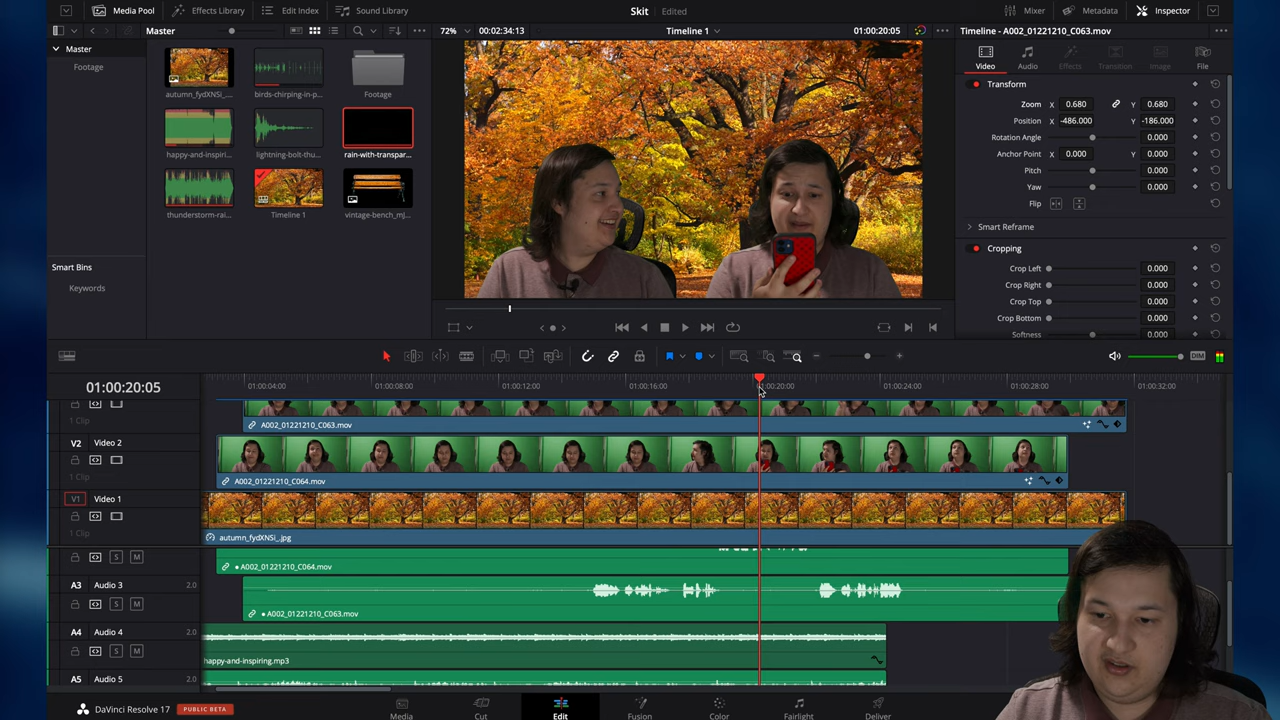 Media Pool Effects Library Edit Index Sound Library Skit Edited Mixer Metadata Inspector
Master 72% 00:02:34:13 Timeline 1 01:00:20:05 Timeline - A002_01221210_C063.mov
Master
Footage
autumn_fydXNSi_... birds-chirping-in-p... Footage
happy-and-inspiri... lightning-bolt-thu... rain-with-transpar...
thunderstorm-rai... Timeline 1 vintage-bench_mJ...
Smart Bins
Keywords
Video Audio Effects Transition Image File
Transform
Zoom X 0.680 Y 0.680
Position X -486.000 Y -186.000
Rotation Angle 0.000
Anchor Point X 0.000 Y 0.000
Pitch 0.000
Yaw 0.000
Flip
Smart Reframe
Cropping
Crop Left 0.000
Crop Right 0.000
Crop Top 0.000
Crop Bottom 0.000
Softness 0.000
DIM
01:00:20:05 01:00:04:00 01:00:08:00 01:00:12:00 01:00:16:00 01:00:20:00 01:00:24:00 01:00:28:00 01:00:32:00
1 Clip A002_01221210_C063.mov
V2 Video 2
1 Clip A002_01221210_C064.mov
V1 Video 1
1 Clip autumn_fydXNSi_.jpg
S M A002_01221210_C064.mov
A3 Audio 3 2.0
S M A002_01221210_C063.mov
A4 Audio 4 2.0
S M happy-and-inspiring.mp3
A5 Audio 5 2.0
DaVinci Resolve 17 PUBLIC BETA Media Cut Edit Fusion Color Fairlight Deliver